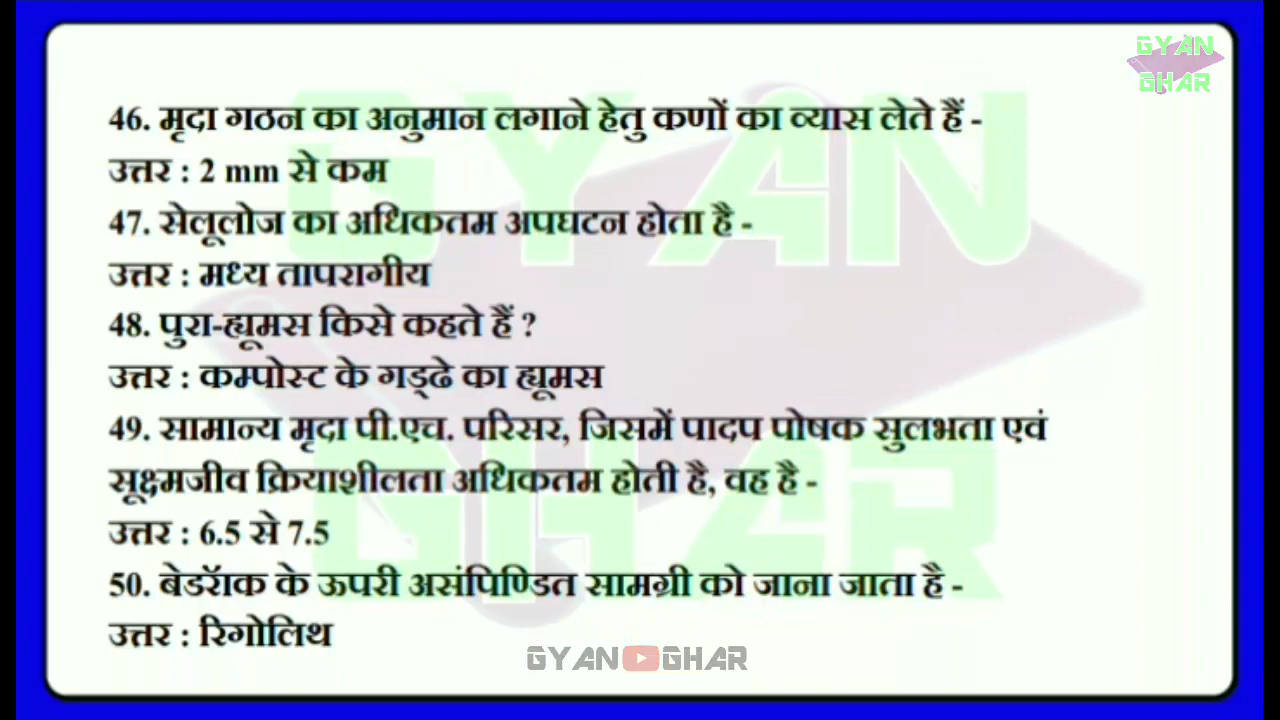 GYAN
GHAR
46. मृदा गठन का अनुमान लगाने हेतु कणों का व्यास लेते हैं -
उत्तर : 2 mm से कम
47. सेलूलोज का अधिकतम अपघटन होता है -
उत्तर : मध्य तापरागीय
48. पुरा-ह्यूमस किसे कहते हैं ?
उत्तर : कम्पोस्ट के गड्ढे का ह्यूमस
49. सामान्य मृदा पी.एच. परिसर, जिसमें पादप पोषक सुलभता एवं
सूक्ष्मजीव क्रियाशीलता अधिकतम होती है, वह है -
उत्तर : 6.5 से 7.5
50. बेडरॉक के ऊपरी असंपिण्डित सामग्री को जाना जाता है -
उत्तर : रिगोलिथ
GYAN GHAR
GYAN
GHAR